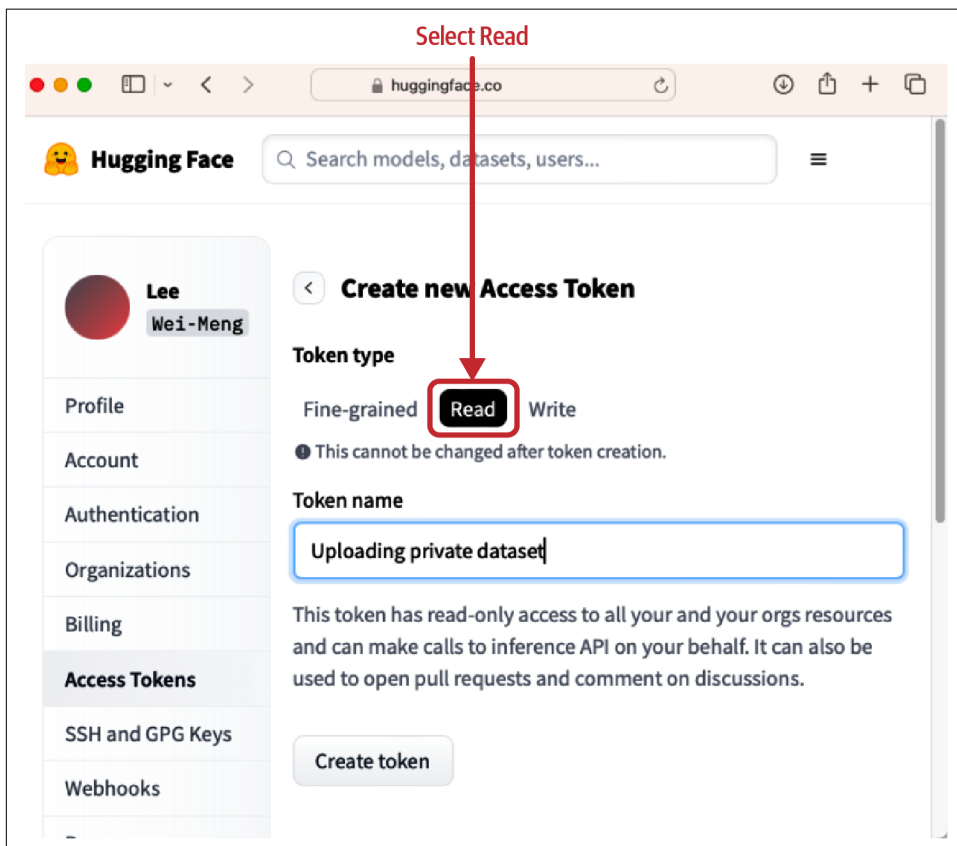 Select Read
huggingface.co
Hugging Face
Search models, datasets, users...
Lee
Wei-Meng
Create new Access Token
Token type
Fine-grained Read Write
This cannot be changed after token creation.
Token name
Uploading private dataset
This token has read-only access to all your and your orgs resources
and can make calls to inference API on your behalf. It can also be
used to open pull requests and comment on discussions.
Create token
Profile
Account
Authentication
Organizations
Billing
Access Tokens
SSH and GPG Keys
Webhooks